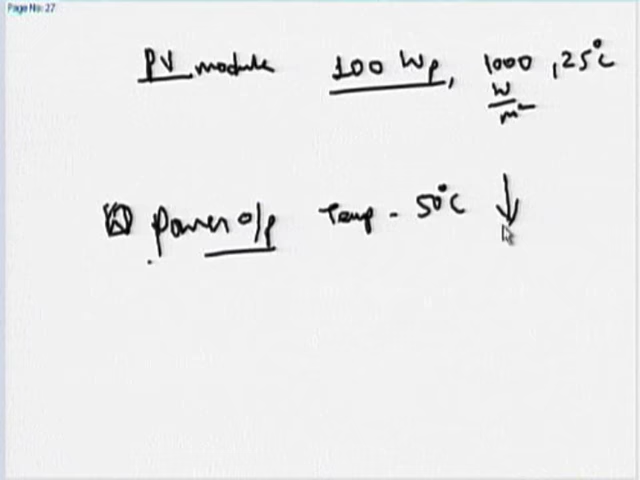 Page No: 27
PV module 100 Wp, 1000 W/m², 25°C
Power o/p Temp - 50°C ↓